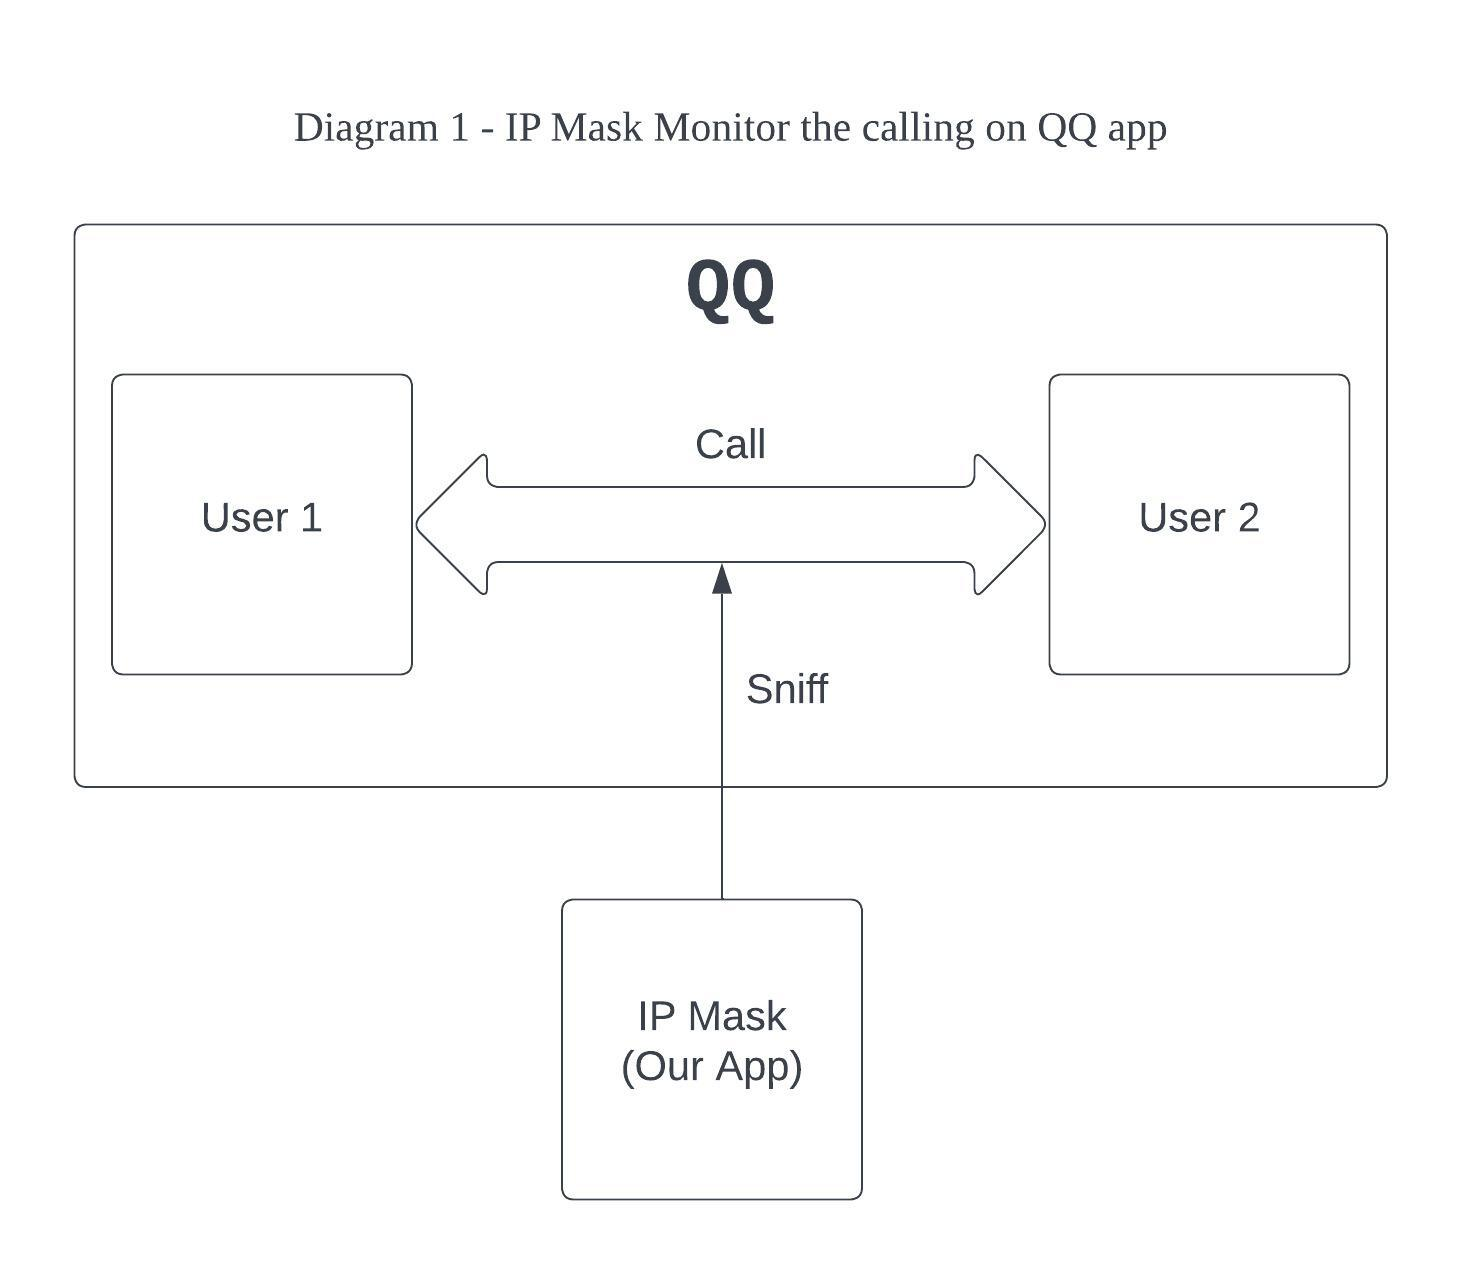 Diagram 1 - IP Mask Monitor the calling on QQ app
QQ
Call
User 1
User 2
Sniff
IP Mask
(Our App)